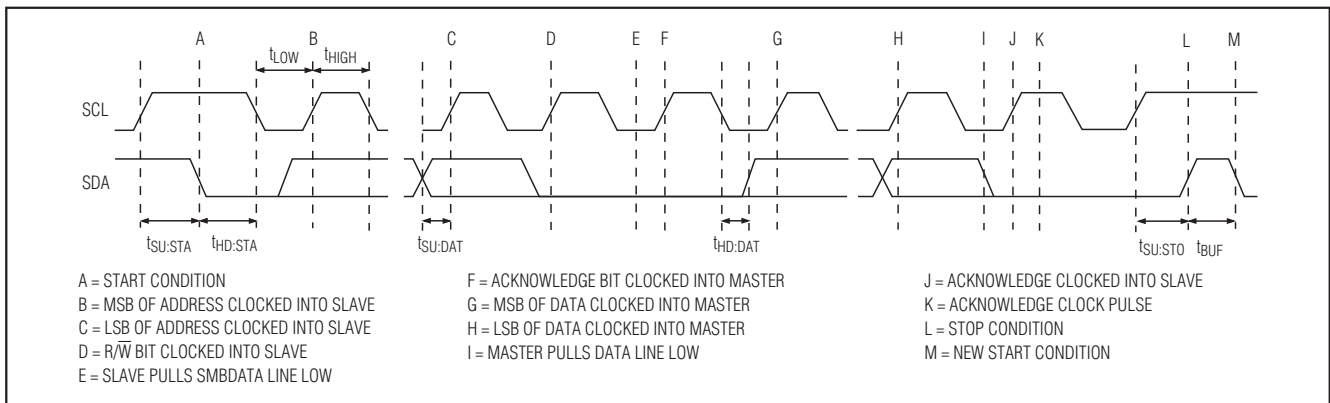 A tLOW B tHIGH C D E F G H I J K L M
SCL
SDA
tSU:STA tHD:STA tSU:DAT tHD:DAT tSU:STO tBUF
A = START CONDITION
B = MSB OF ADDRESS CLOCKED INTO SLAVE
C = LSB OF ADDRESS CLOCKED INTO SLAVE
D = R/W̅ BIT CLOCKED INTO SLAVE
E = SLAVE PULLS SMBDATA LINE LOW
F = ACKNOWLEDGE BIT CLOCKED INTO MASTER
G = MSB OF DATA CLOCKED INTO MASTER
H = LSB OF DATA CLOCKED INTO MASTER
I = MASTER PULLS DATA LINE LOW
J = ACKNOWLEDGE CLOCKED INTO SLAVE
K = ACKNOWLEDGE CLOCK PULSE
L = STOP CONDITION
M = NEW START CONDITION